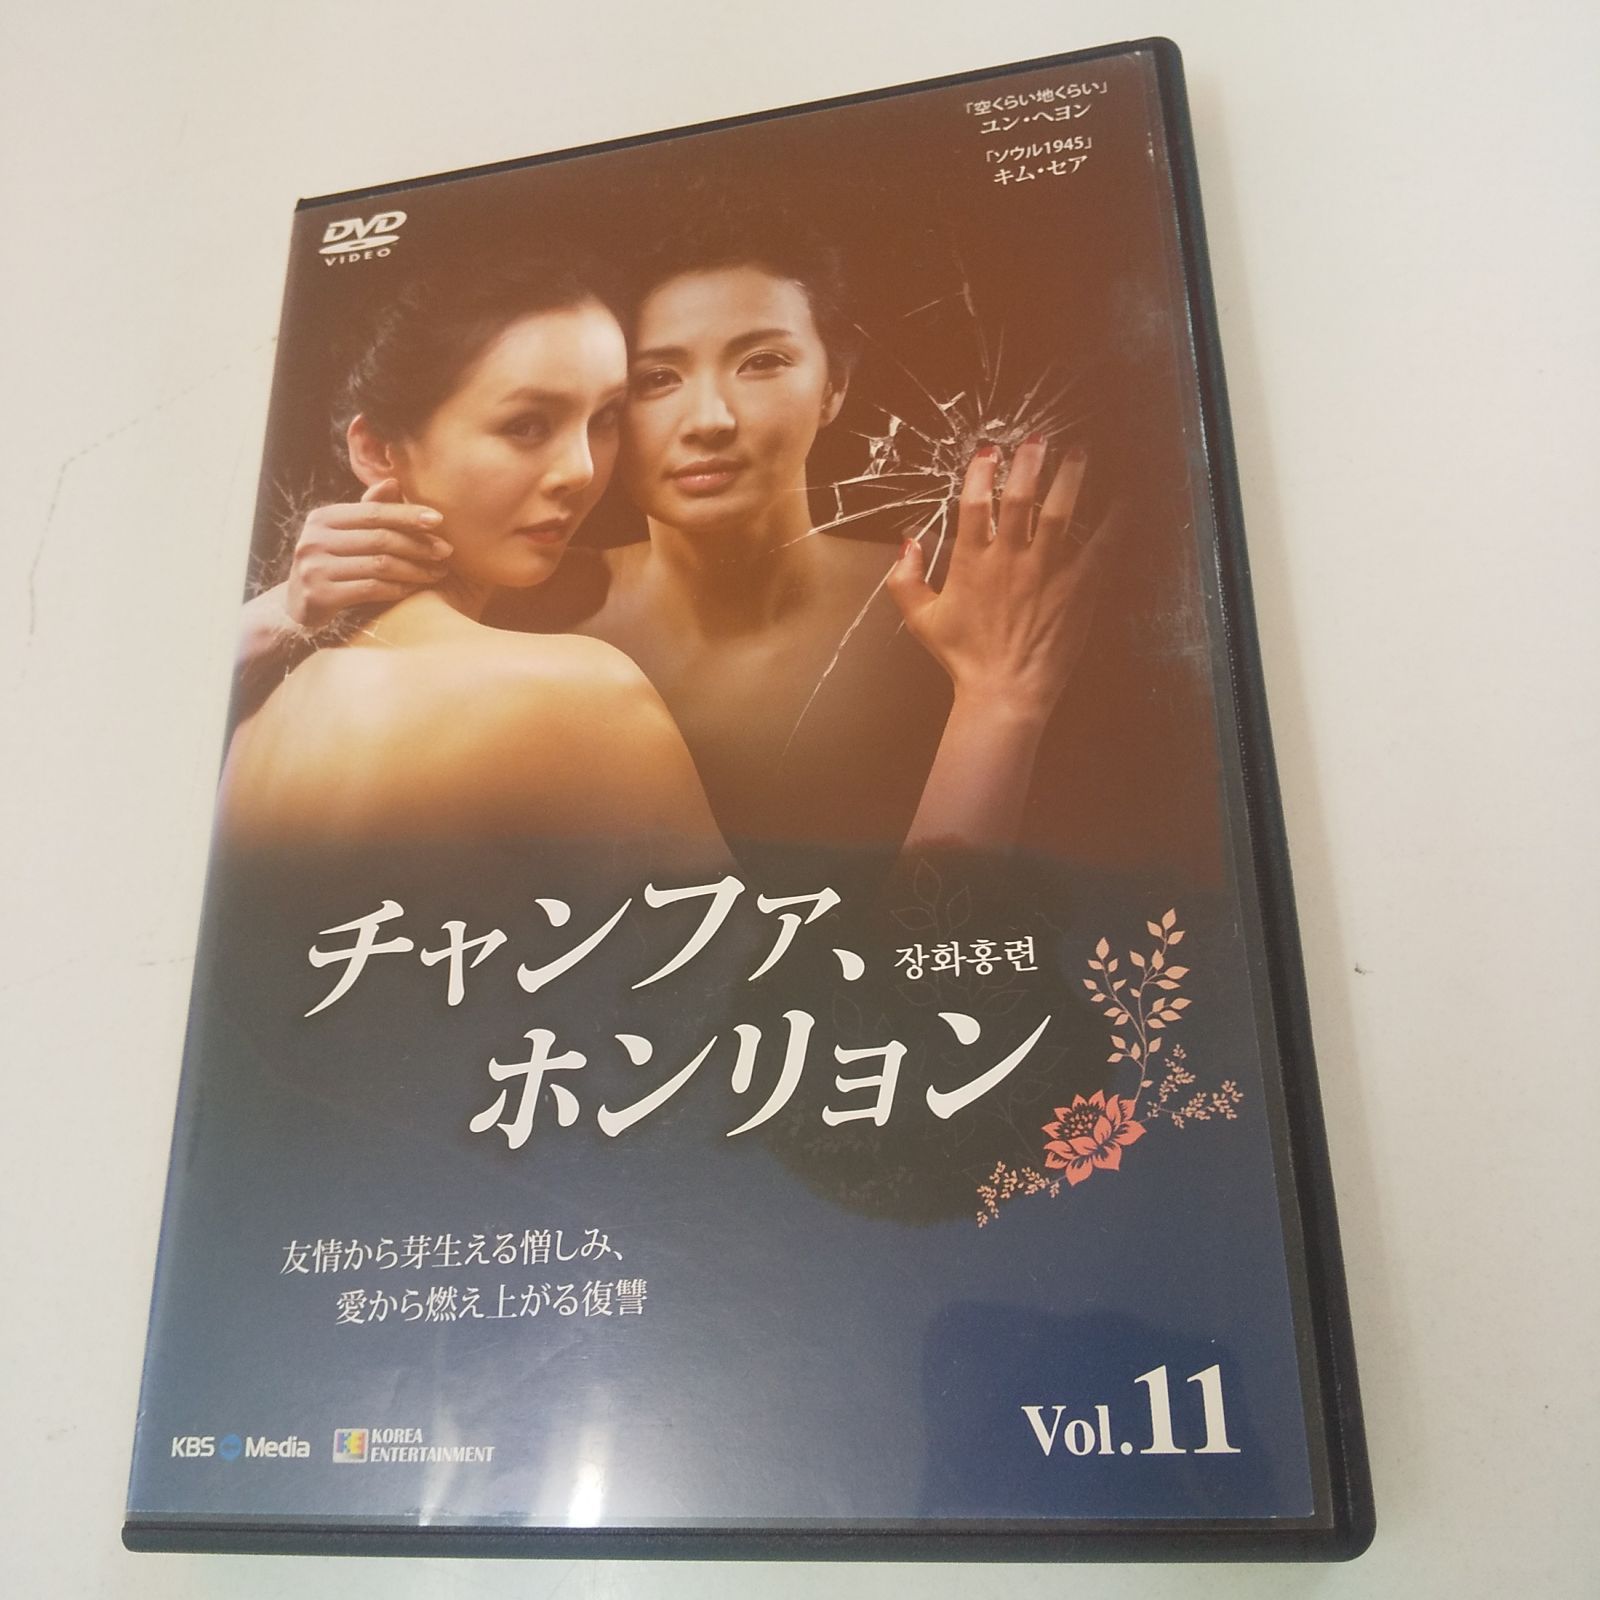 「空くらい地くらい」
ユン・ヘヨン
「ソウル1945」
キム・セア
DVD
VIDEO
チャンファ、
장화홍련
ホンリョン
友情から芽生える憎しみ、
愛から燃え上がる復讐
Vol.11
KBS Media
KE KOREA
ENTERTAINMENT